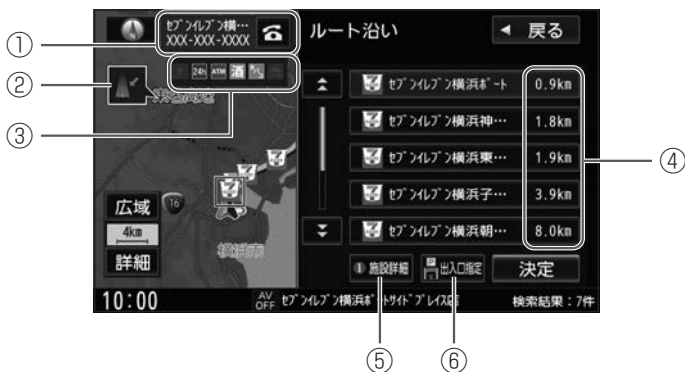 ①
②
③
④
⑤
⑥
N
セブンイレブン横…
XXX-XXX-XXXX
24h ATM 酒
ルート沿い
◀ 戻る
セブンイレブン横浜ポート 0.9km
セブンイレブン横浜神… 1.8km
セブンイレブン横浜東… 1.9km
セブンイレブン横浜子… 3.9km
セブンイレブン横浜朝… 8.0km
16
広域
4km
詳細
横浜市
施設詳細
P 出入口指定
決定
10:00
AV OFF
セブンイレブン横浜ポートサイドプレイス店
検索結果：7件